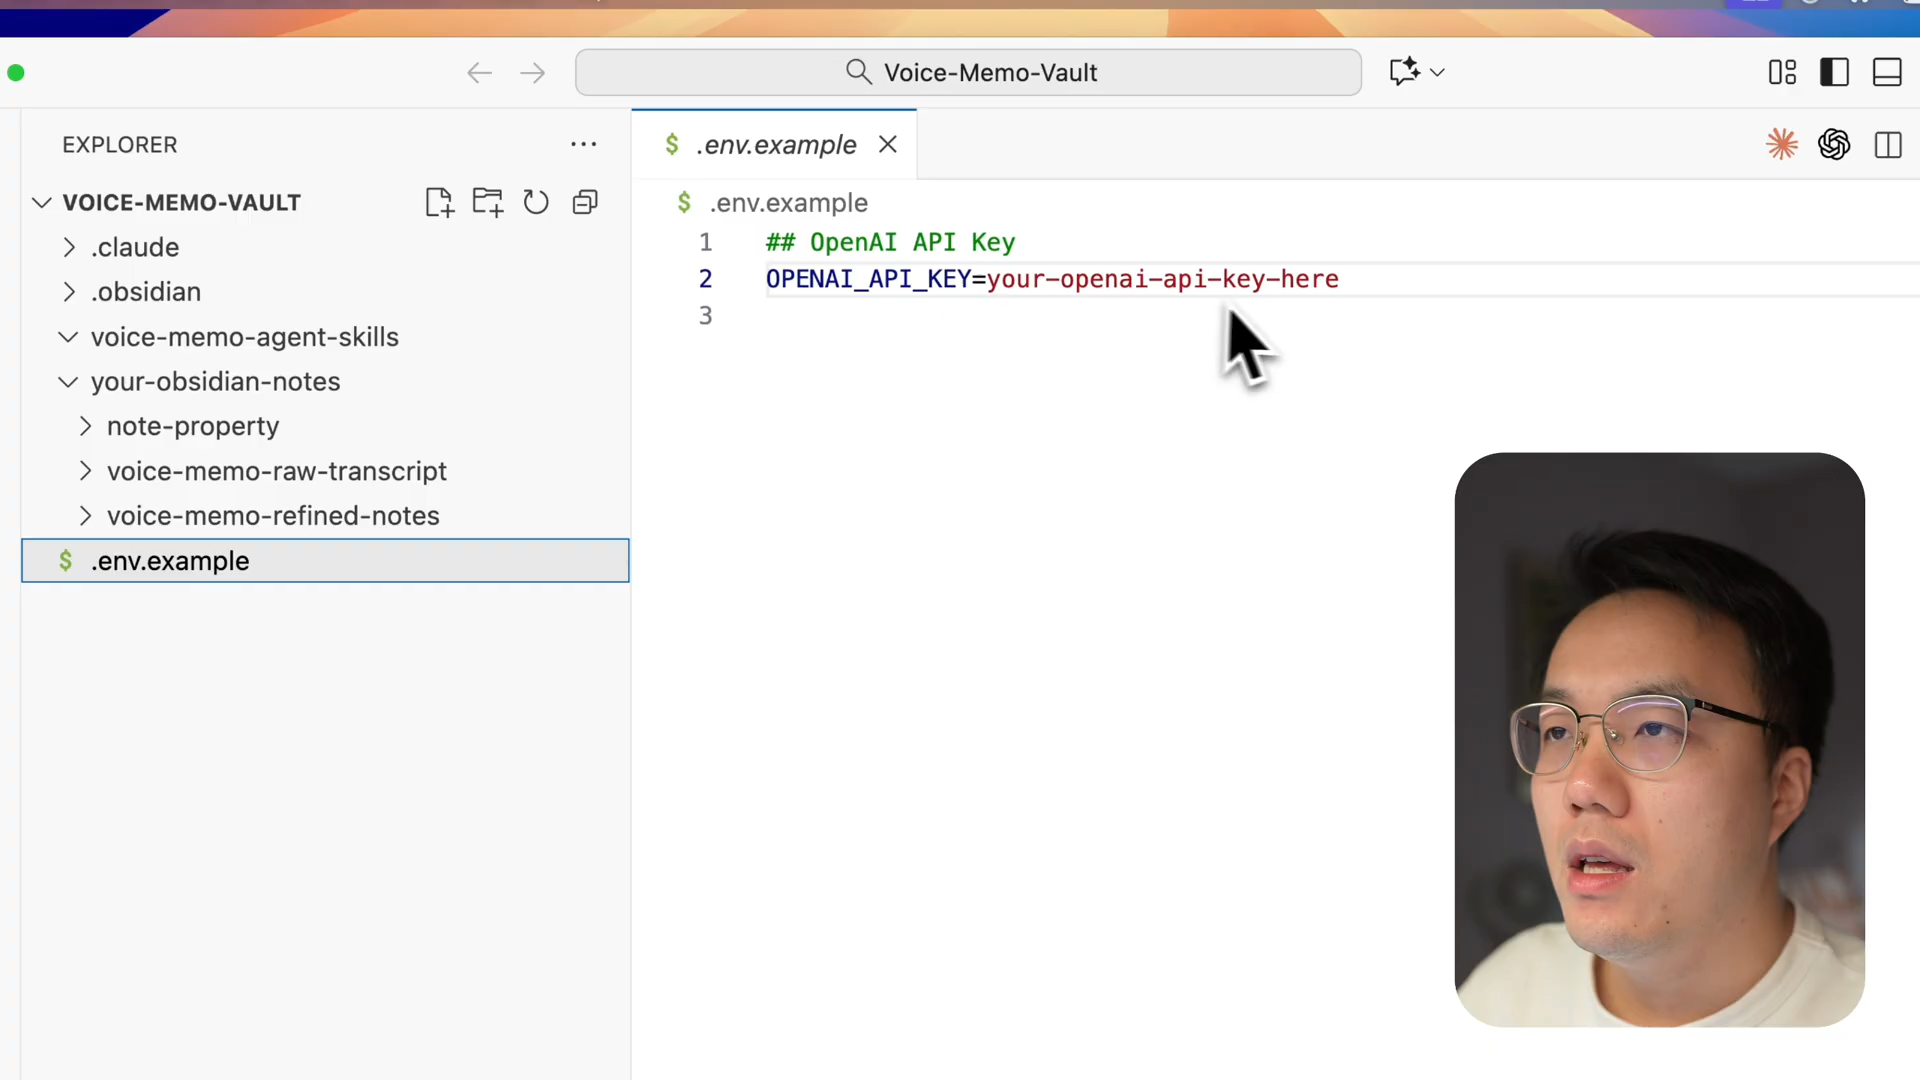 Voice-Memo-Vault
EXPLORER
VOICE-MEMO-VAULT
.claude
.obsidian
voice-memo-agent-skills
your-obsidian-notes
note-property
voice-memo-raw-transcript
voice-memo-refined-notes
$ .env.example
$ .env.example
$ .env.example
1 ## OpenAI API Key
2 OPENAI_API_KEY=your-openai-api-key-here
3